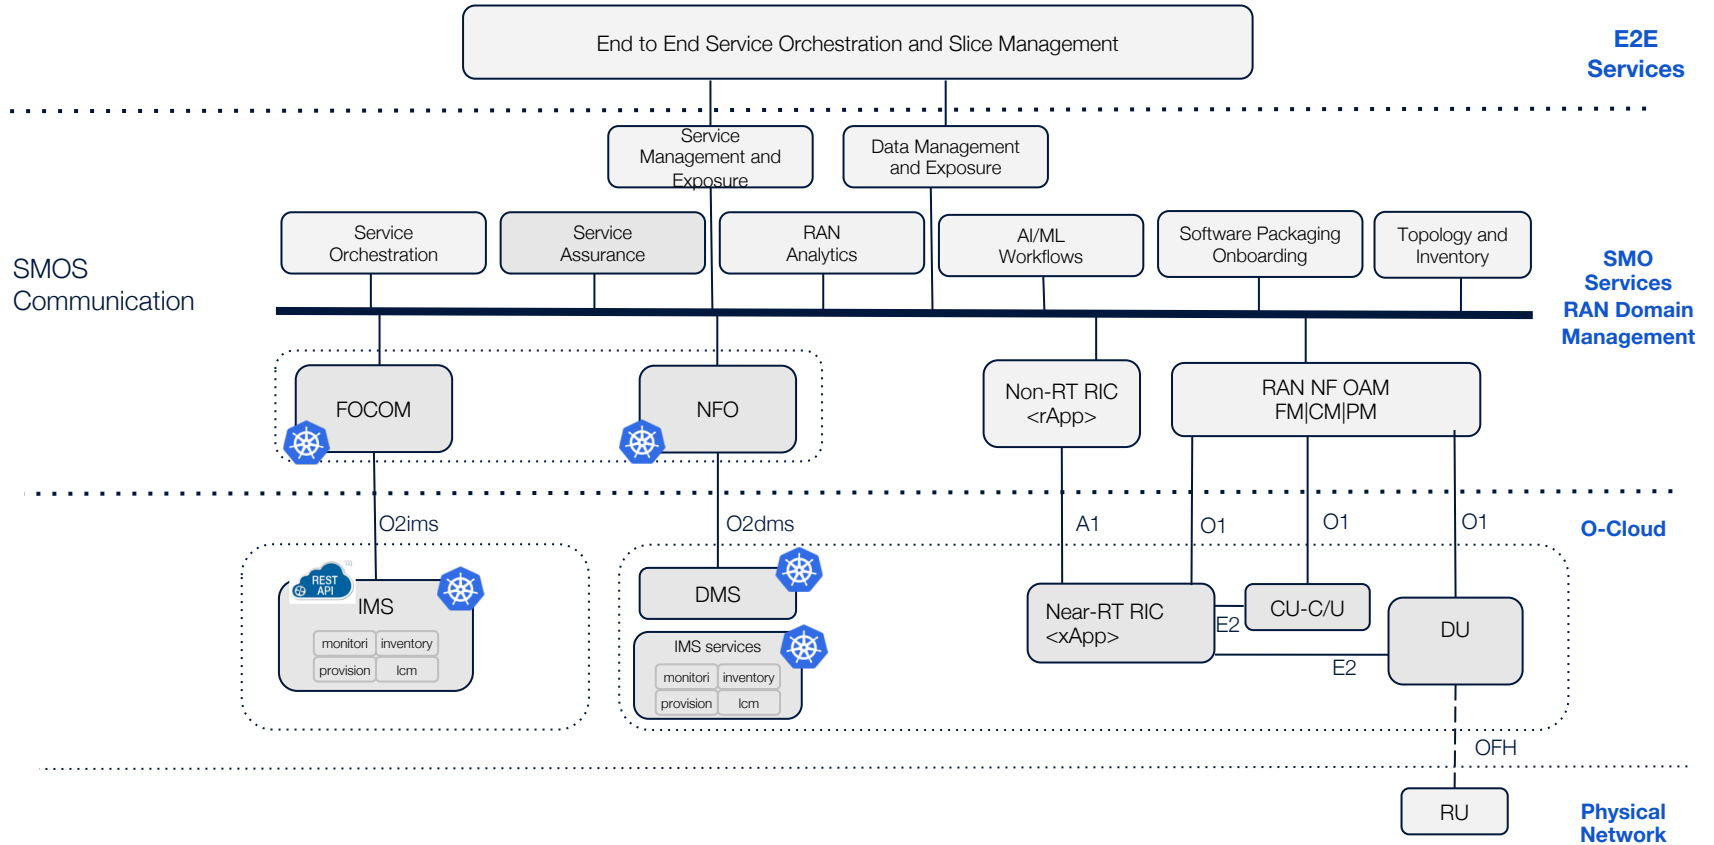 End to End Service Orchestration and Slice Management
E2E
Services
Service
Management and
Exposure
Data Management
and Exposure
Service
Orchestration
Service
Assurance
RAN
Analytics
AI/ML
Workflows
Software Packaging
Onboarding
Topology and
Inventory
SMOS
Communication
SMO
Services
RAN Domain
Management
FOCOM
NFO
Non-RT RIC
<rApp>
RAN NF OAM
FM|CM|PM
O2ims
O2dms
A1
O1
O1
O1
O-Cloud
REST
API
IMS
monitori
inventory
provision
lcm
DMS
IMS services
monitori
inventory
provision
lcm
Near-RT RIC
<xApp>
E2
CU-C/U
E2
DU
OFH
RU
Physical
Network